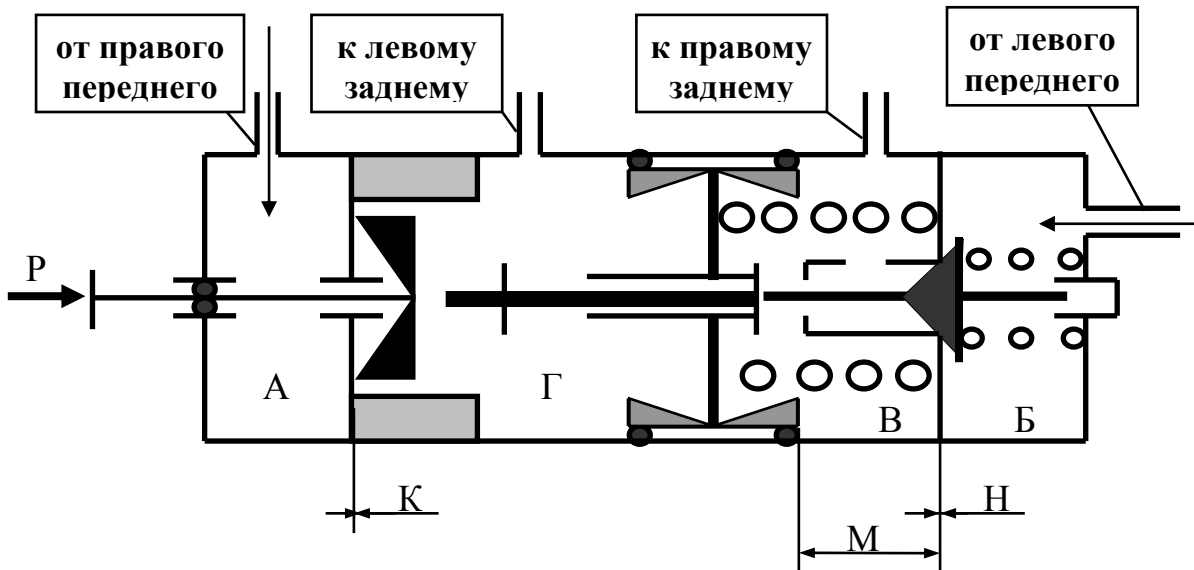 от правого
переднего
к левому
заднему
к правому
заднему
от левого
переднего
Р
А
Г
В
Б
К
Н
М